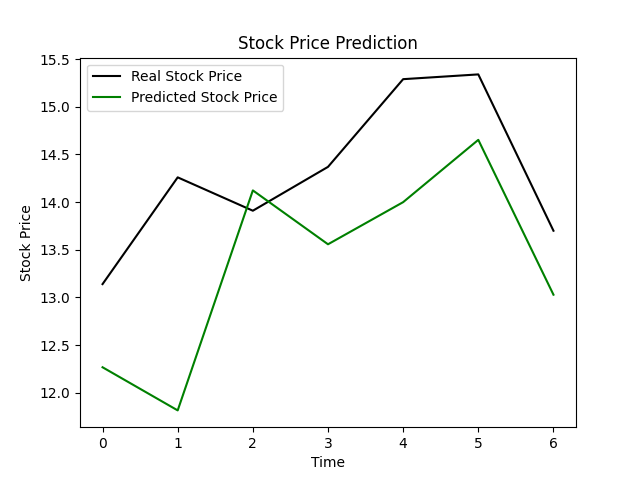 Stock Price Prediction
Real Stock Price
Predicted Stock Price
Stock Price
15.5
15.0
14.5
14.0
13.5
13.0
12.5
12.0
0 1 2 3 4 5 6
Time